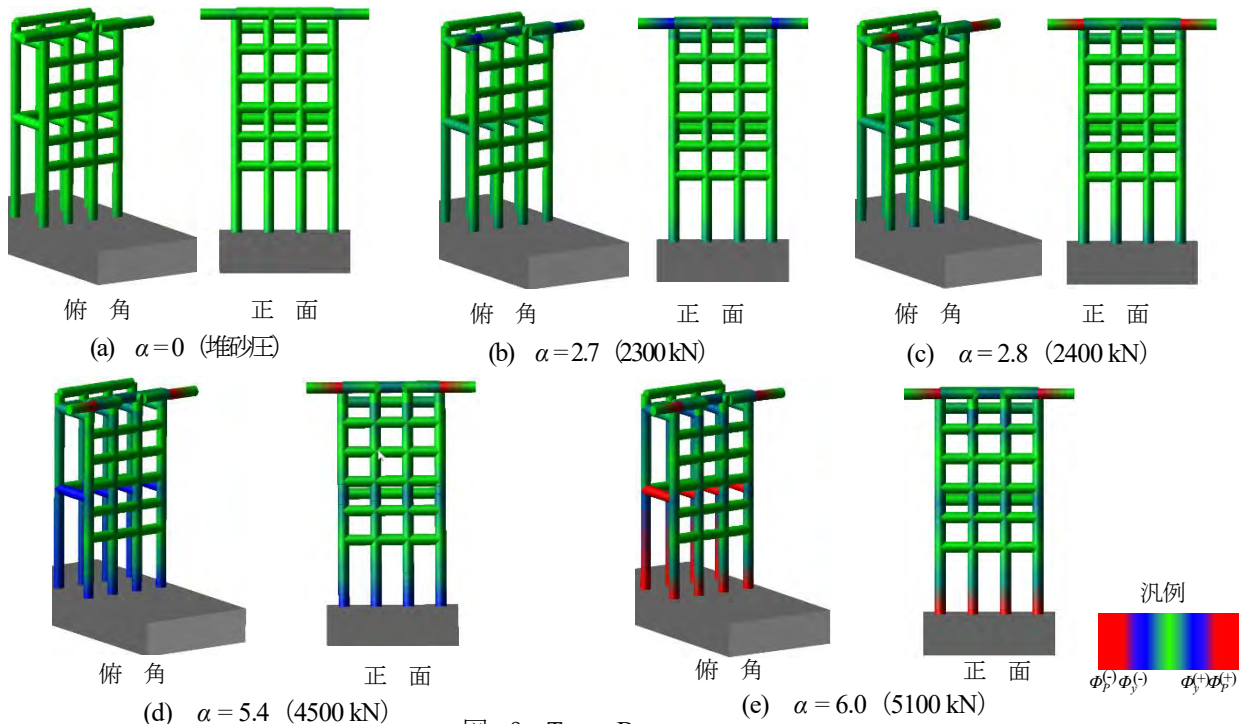 俯 角
正 面
(a) α=0 (堆砂圧)
俯 角
正 面
(b) α=2.7 (2300 kN)
俯 角
正 面
(c) α=2.8 (2400 kN)
俯 角
正 面
(d) α=5.4 (4500 kN)
俯 角
正 面
(e) α=6.0 (5100 kN)
汎例
Φp(-) Φy(-) Φy(+) Φp(+)